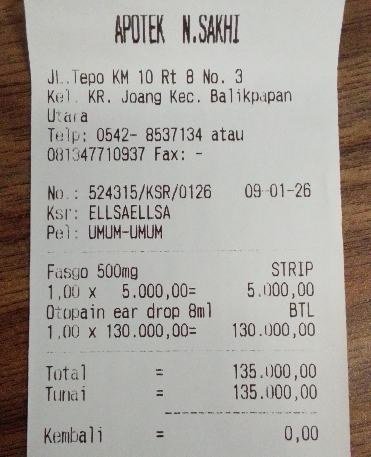 APOTEK N.SAKHI
JL.Tepo KM 10 Rt 8 No. 3
Kel. KR. Joang Kec. Balikpapan
Utara
Telp: 0542- 8537134 atau
081347710937 Fax: -
No.: 524315/KSR/0126 09-01-26
Ksr: ELLSAELLSA
Pel: UMUM-UMUM
Fasgo 500mg STRIP
1,00 x 5.000,00= 5.000,00
Otopain ear drop 8ml BTL
1,00 x 130.000,00= 130.000,00
Total = 135.000,00
Tunai = 135.000,00
Kembali = 0,00